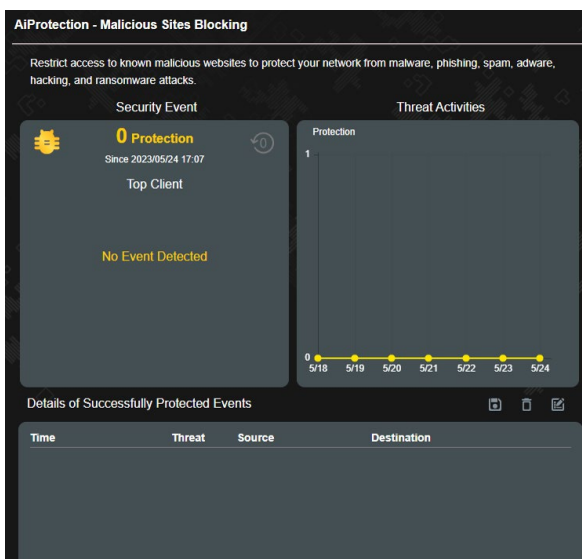 AiProtection - Malicious Sites Blocking
Restrict access to known malicious websites to protect your network from malware, phishing, spam, adware,
hacking, and ransomware attacks.
Security Event
0 Protection
Since 2023/05/24 17:07
0
Top Client
No Event Detected
Threat Activities
Protection
1
0
5/18 5/19 5/20 5/21 5/22 5/23 5/24
Details of Successfully Protected Events
Time Threat Source Destination